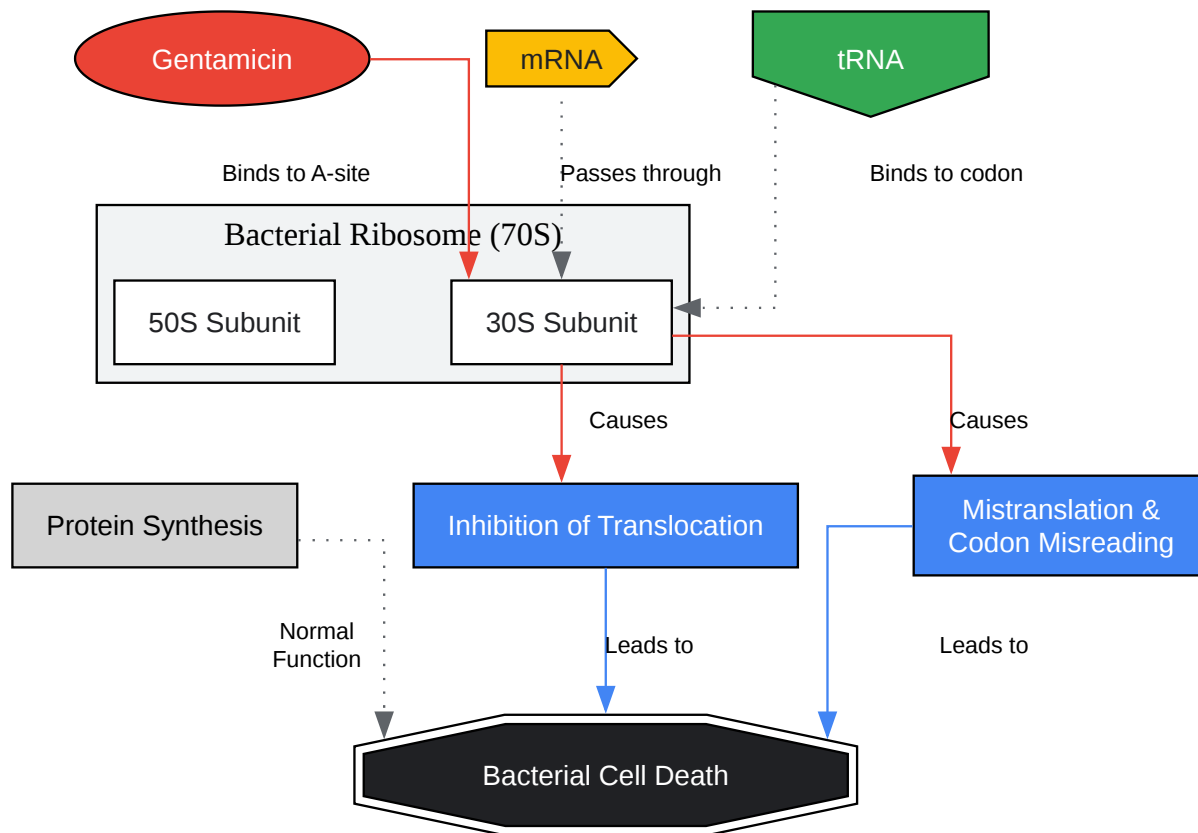 Gentamicin
mRNA
tRNA
Binds to A-site
Passes through
Binds to codon
Bacterial Ribosome (70S)
50S Subunit
30S Subunit
Causes
Causes
Protein Synthesis
Inhibition of Translocation
Mistranslation &
Codon Misreading
Normal
Function
Leads to
Leads to
Bacterial Cell Death